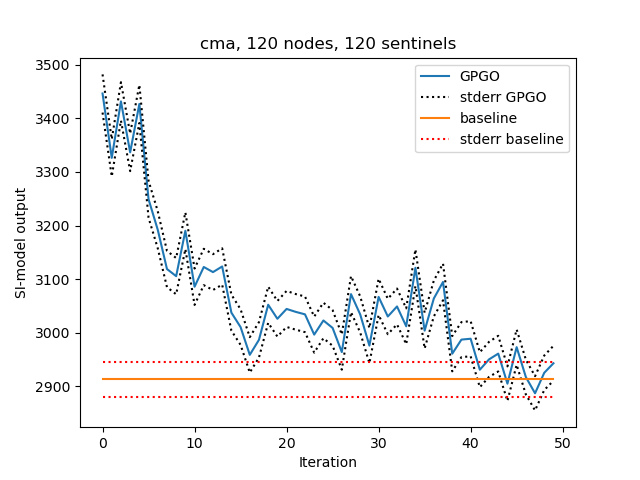 cma, 120 nodes, 120 sentinels
3500
3400
3300
3200
3100
3000
2900
SI-model output
GPGO
stderr GPGO
baseline
stderr baseline
0
10
20
30
40
50
Iteration